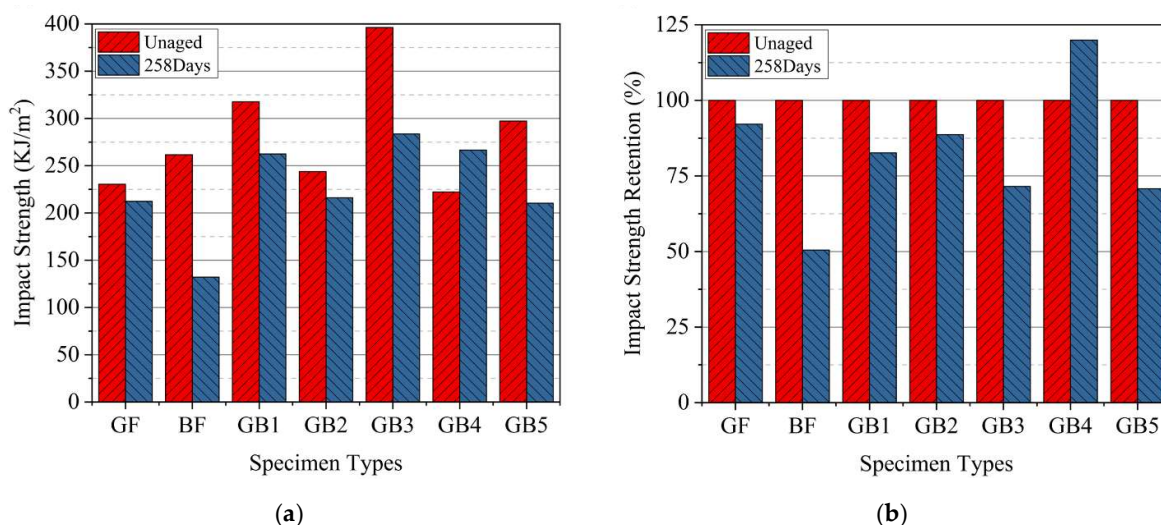 400
350
300
250
200
150
100
50
0
Impact Strength (KJ/m²)
Unaged
258Days
GF BF GB1 GB2 GB3 GB4 GB5
Specimen Types
(a)
125
100
75
50
25
0
Impact Strength Retention (%)
Unaged
258Days
GF BF GB1 GB2 GB3 GB4 GB5
Specimen Types
(b)